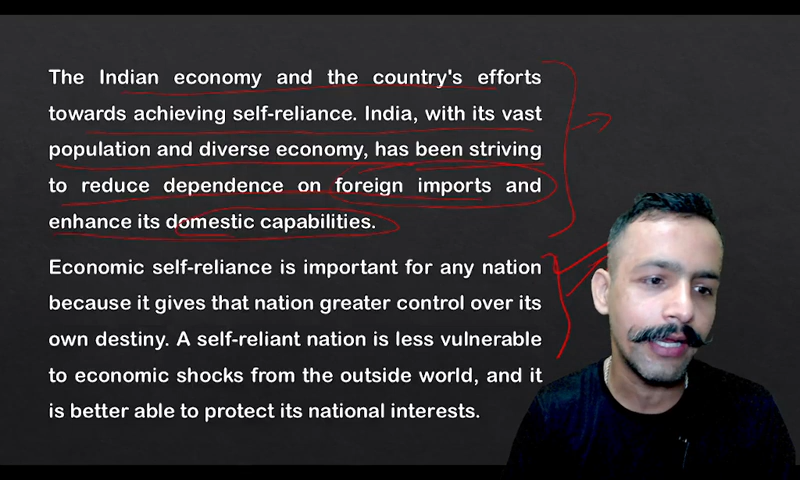 The Indian economy and the country's efforts
towards achieving self-reliance. India, with its vast
population and diverse economy, has been striving
to reduce dependence on foreign imports and
enhance its domestic capabilities.
Economic self-reliance is important for any nation
because it gives that nation greater control over its
own destiny. A self-reliant nation is less vulnerable
to economic shocks from the outside world, and it
is better able to protect its national interests.